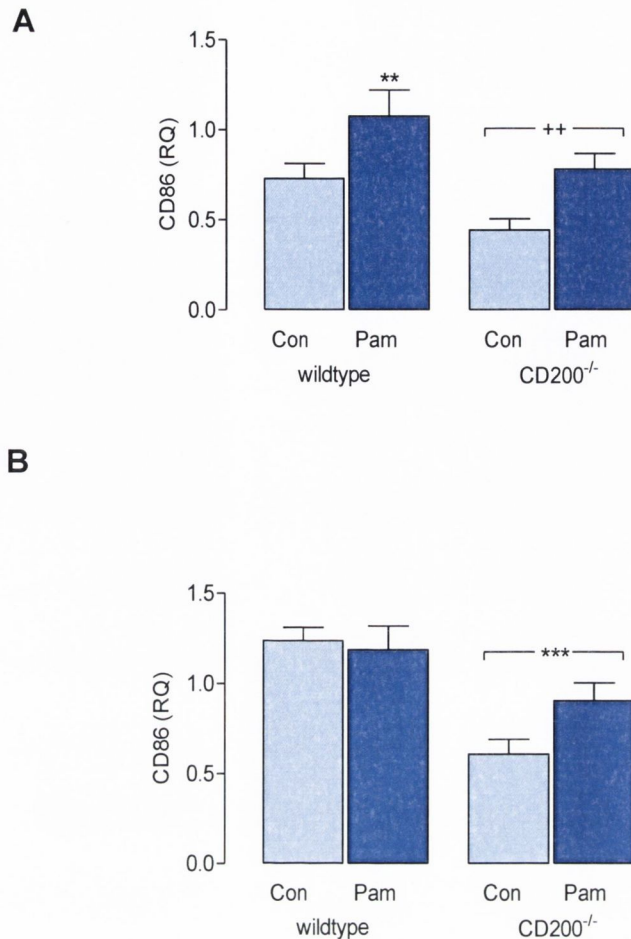 A
CD86 (RQ)
1.5
1.0
0.5
0.0
**
++
Con Pam Con Pam
wildtype CD200-/-
B
CD86 (RQ)
1.5
1.0
0.5
0.0
***
Con Pam Con Pam
wildtype CD200-/-